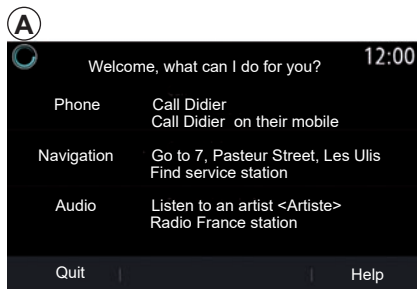 A
Welcome, what can I do for you? 12:00
Phone Call Didier
Call Didier on their mobile
Navigation Go to 7, Pasteur Street, Les Ulis
Find service station
Audio Listen to an artist <Artiste>
Radio France station
Quit Help